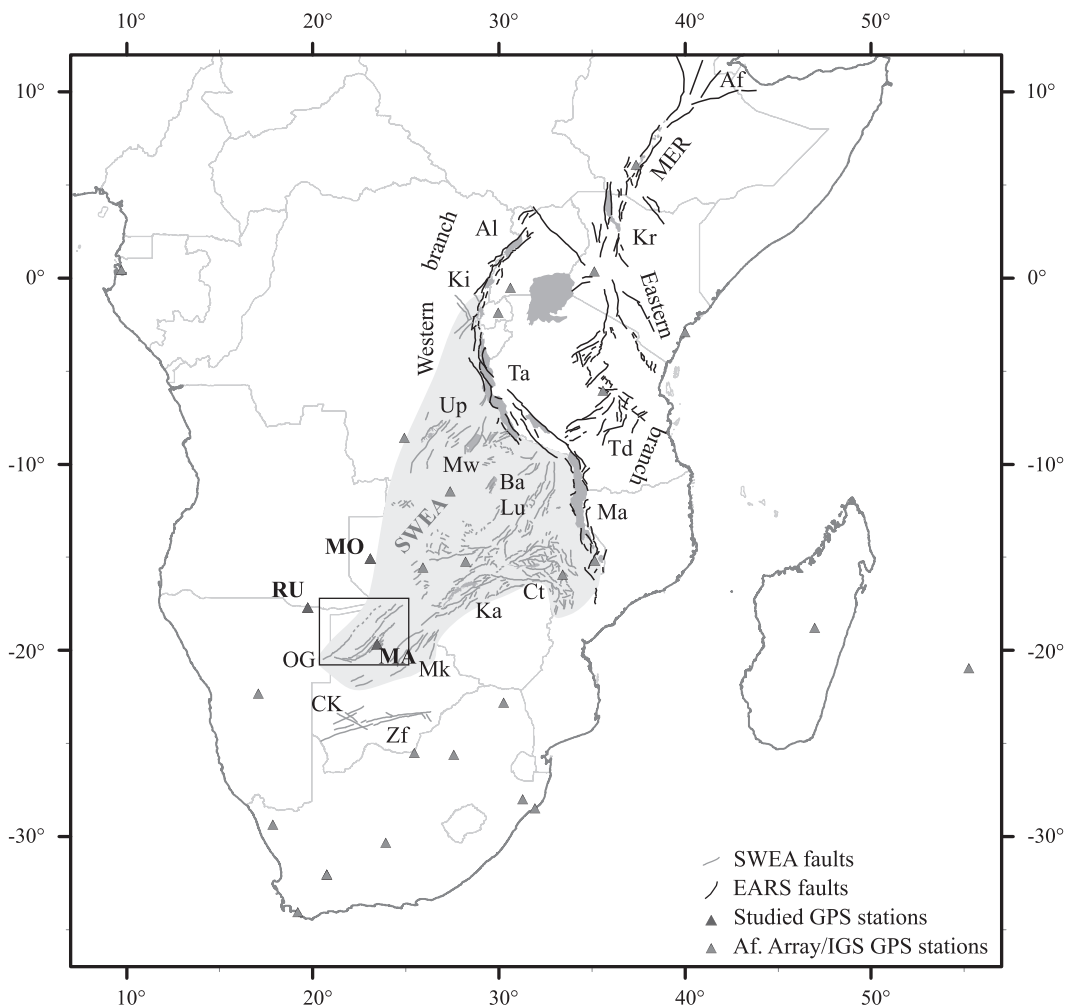 10° 20° 30° 40° 50°
Af
10° 10°
MER
branch
Al
Kr
Ki
0° 0°
Eastern
Western
Ta
Up
Td
branch
Mw
-10° -10°
Ba
Lu
Ma
SWEA
MO
RU
Ct
Ka
OG
MA
Mk
-20° -20°
CK
Zf
-30° -30°
SWEA faults
EARS faults
Studied GPS stations
Af. Array/IGS GPS stations
10° 20° 30° 40° 50°